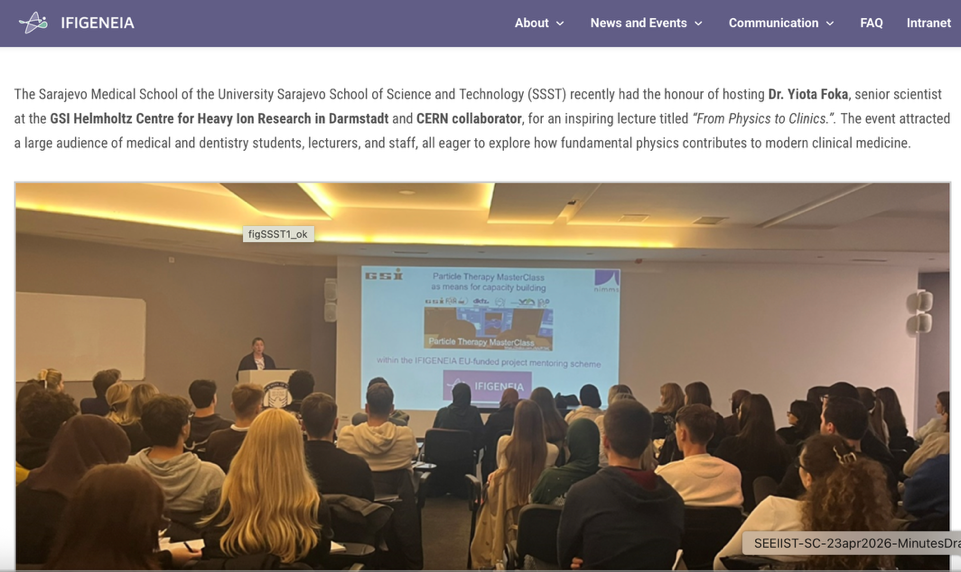 IFIGENEIA
About News and Events Communication FAQ Intranet
The Sarajevo Medical School of the University Sarajevo School of Science and Technology (SSST) recently had the honour of hosting Dr. Yiota Foka, senior scientist
at the GSI Helmholtz Centre for Heavy Ion Research in Darmstadt and CERN collaborator, for an inspiring lecture titled “From Physics to Clinics.”. The event attracted
a large audience of medical and dentistry students, lecturers, and staff, all eager to explore how fundamental physics contributes to modern clinical medicine.
figSSST1_ok
GSI
Particle Therapy MasterClass
as means for capacity building
Particle Therapy MasterClass
within the IFIGENEIA EU-funded project mentoring scheme
IFIGENEIA
SEEIIST-SC-23apr2026-MinutesDra